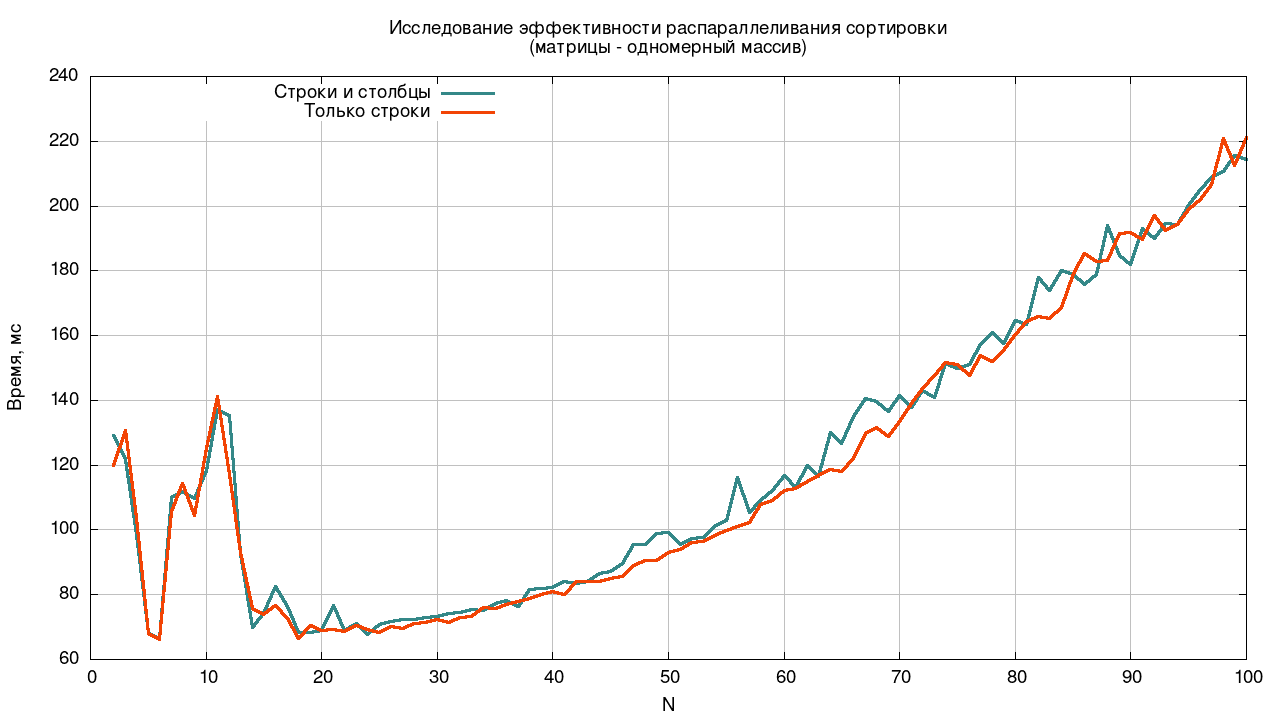 Исследование эффективности распараллеливания сортировки
(матрицы - одномерный массив)
240
220
200
180
160
140
120
100
80
60
Строки и столбцы
Только строки
Время, мс
0 10 20 30 40 50 60 70 80 90 100
N